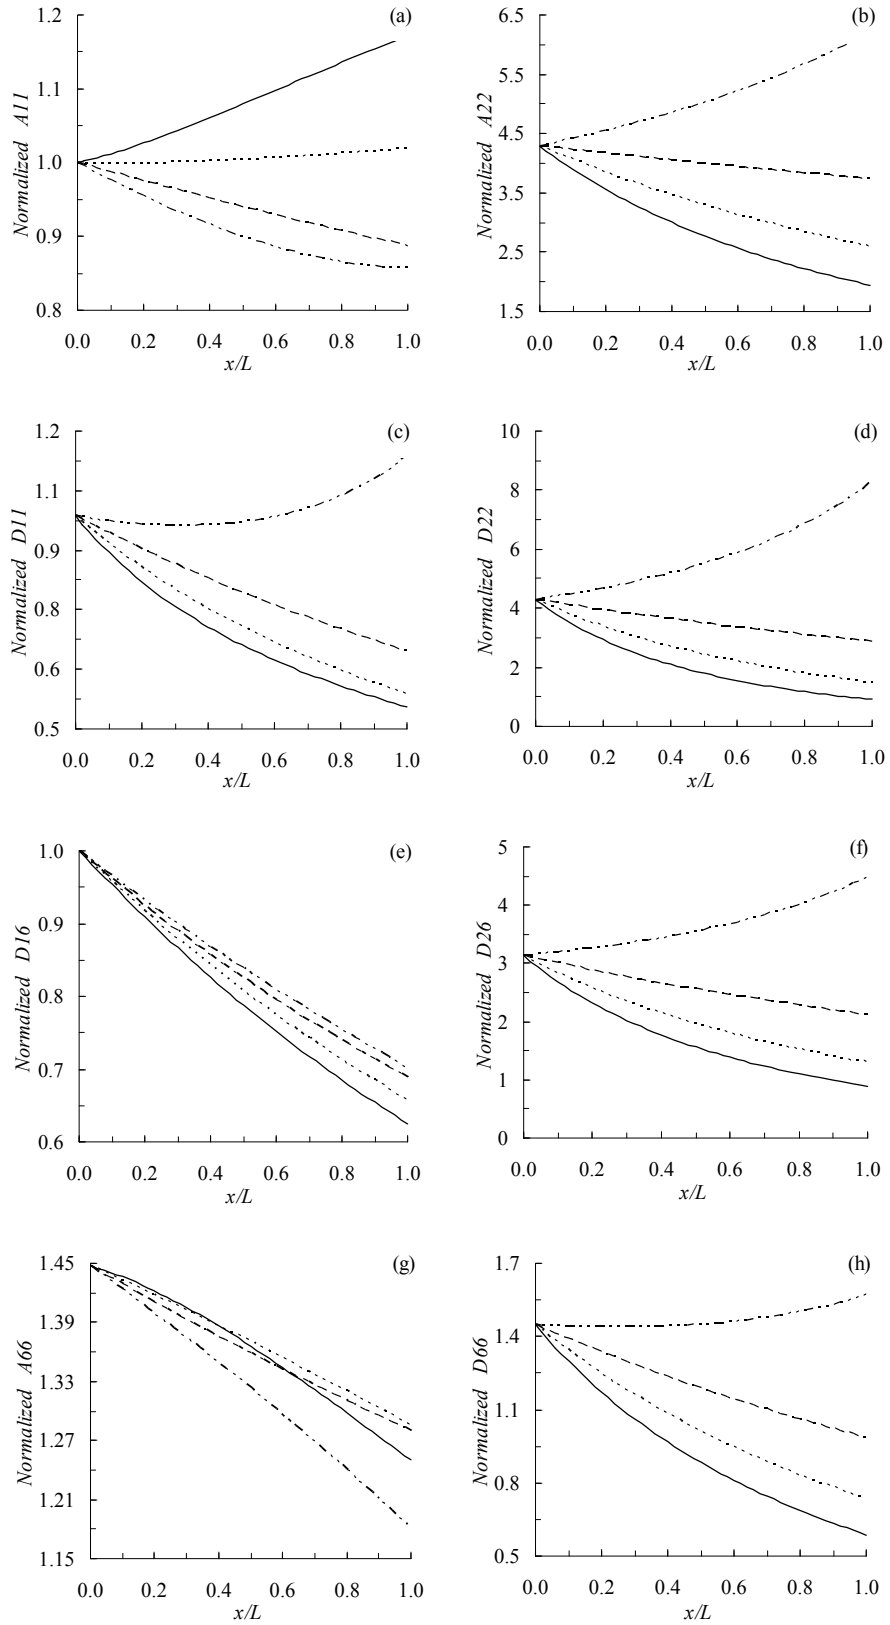 (a)
Normalized A11
1.2
1.1
1.0
0.9
0.8
0.0 0.2 0.4 0.6 0.8 1.0
x/L
(b)
Normalized A22
6.5
5.5
4.5
3.5
2.5
1.5
0.0 0.2 0.4 0.6 0.8 1.0
x/L
(c)
Normalized D11
1.2
1.1
0.9
0.8
0.6
0.5
0.0 0.2 0.4 0.6 0.8 1.0
x/L
(d)
Normalized D22
10
8
6
4
2
0
0.0 0.2 0.4 0.6 0.8 1.0
x/L
(e)
Normalized D16
1.0
0.9
0.8
0.7
0.6
0.0 0.2 0.4 0.6 0.8 1.0
x/L
(f)
Normalized D26
5
4
3
2
1
0
0.0 0.2 0.4 0.6 0.8 1.0
x/L
(g)
Normalized A66
1.45
1.39
1.33
1.27
1.21
1.15
0.0 0.2 0.4 0.6 0.8 1.0
x/L
(h)
Normalized D66
1.7
1.4
1.1
0.8
0.5
0.0 0.2 0.4 0.6 0.8 1.0
x/L